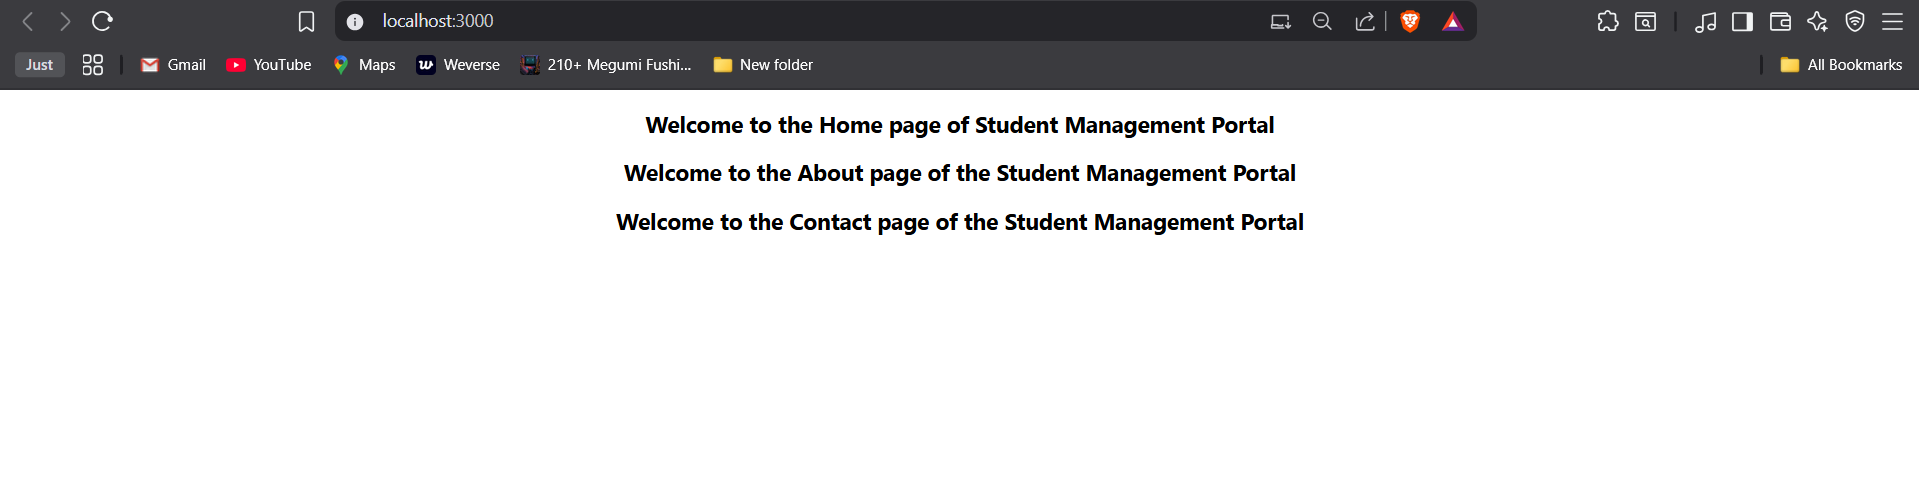 localhost:3000
Just Gmail YouTube Maps Weverse 210+ Megumi Fushi... New folder All Bookmarks
Welcome to the Home page of Student Management Portal
Welcome to the About page of the Student Management Portal
Welcome to the Contact page of the Student Management Portal